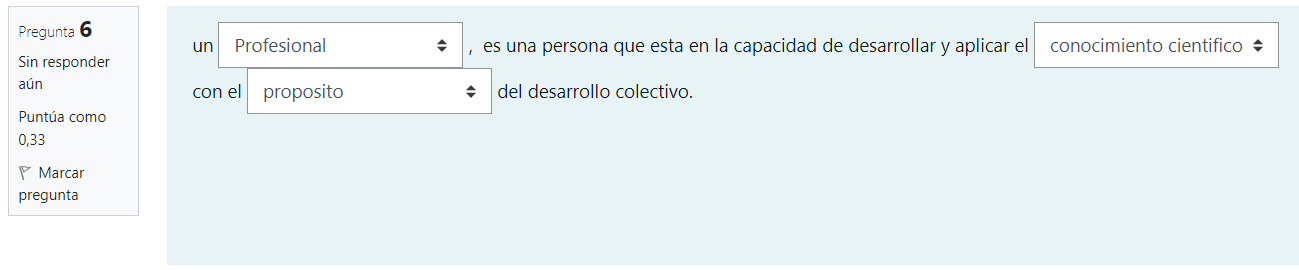 Pregunta 6
Sin responder
aún
Puntúa como
0,33
Marcar
pregunta
un Profesional , es una persona que esta en la capacidad de desarrollar y aplicar el conocimiento cientifico
con el proposito del desarrollo colectivo.